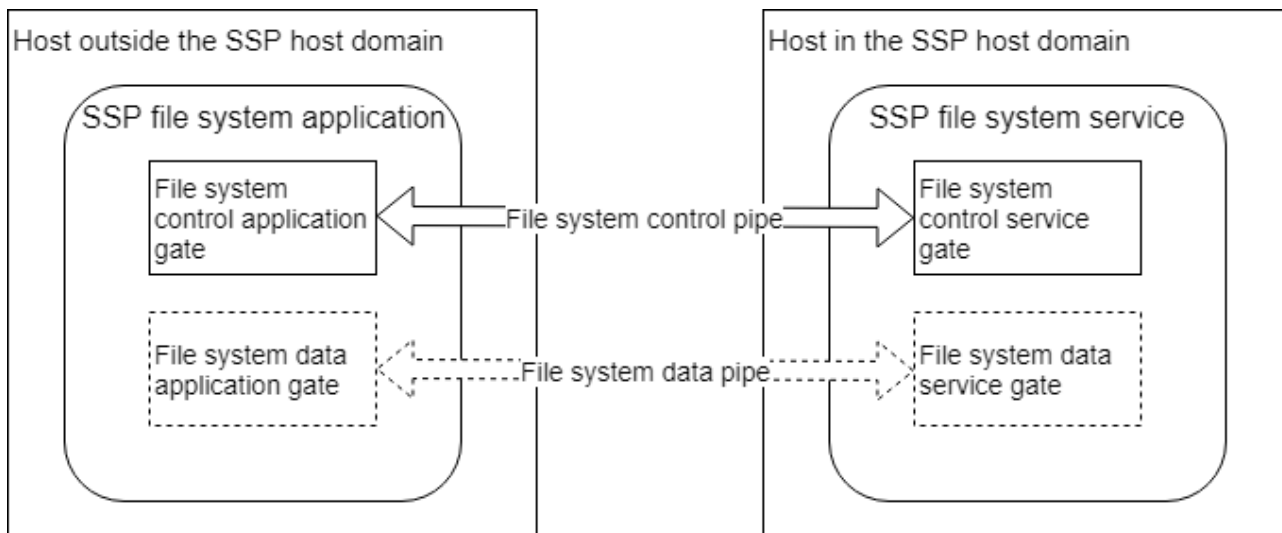 Host outside the SSP host domain
SSP file system application
File system
control application
gate
File system data
application gate
File system control pipe
File system data pipe
Host in the SSP host domain
SSP file system service
File system
control service
gate
File system data
service gate